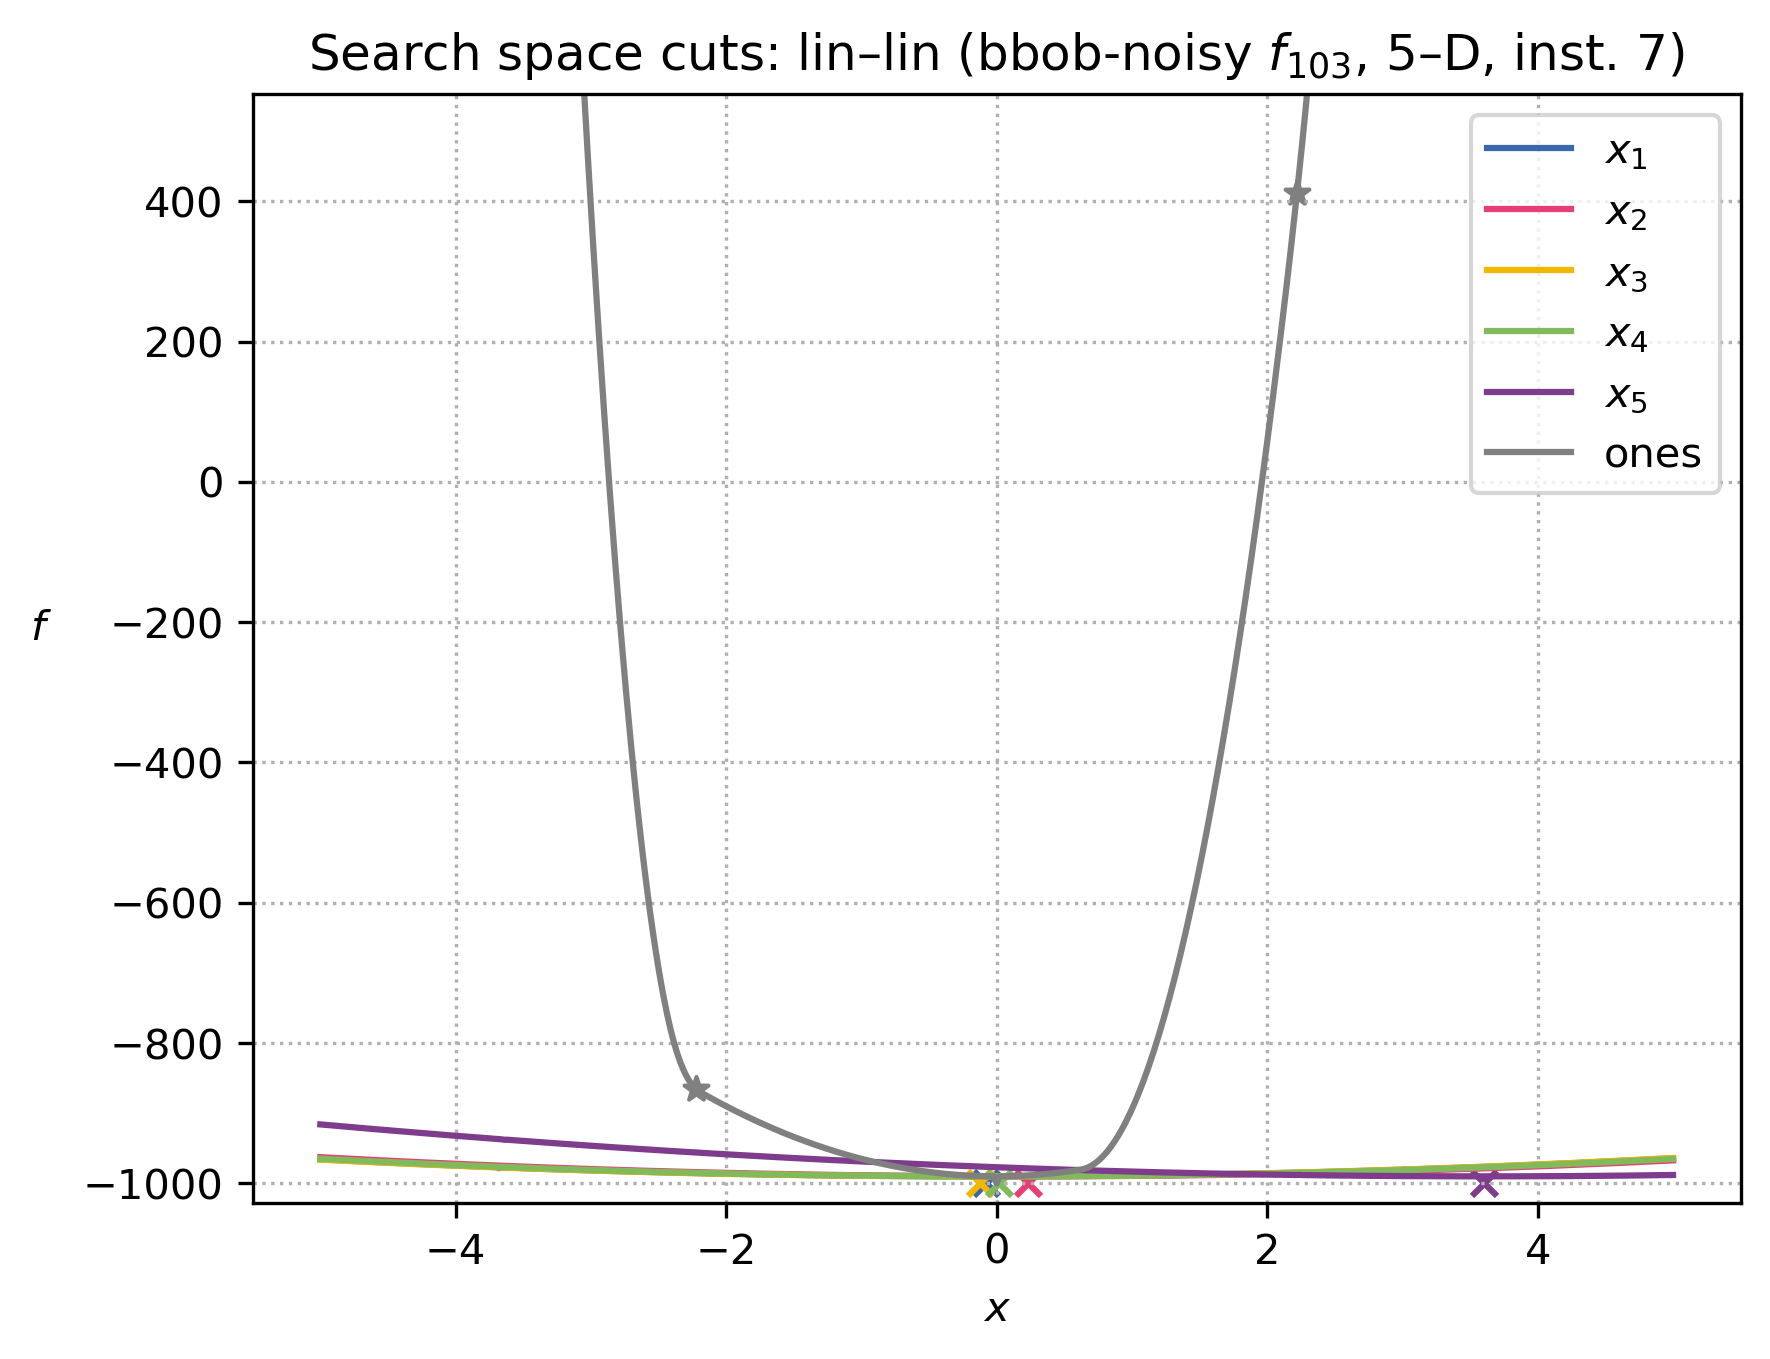 Search space cuts: lin–lin (bbob-noisy f₁₀₃, 5–D, inst. 7)
x₁
x₂
x₃
x₄
x₅
ones
400
200
0
−200
−400
−600
−800
−1000
f
−4
−2
0
2
4
x